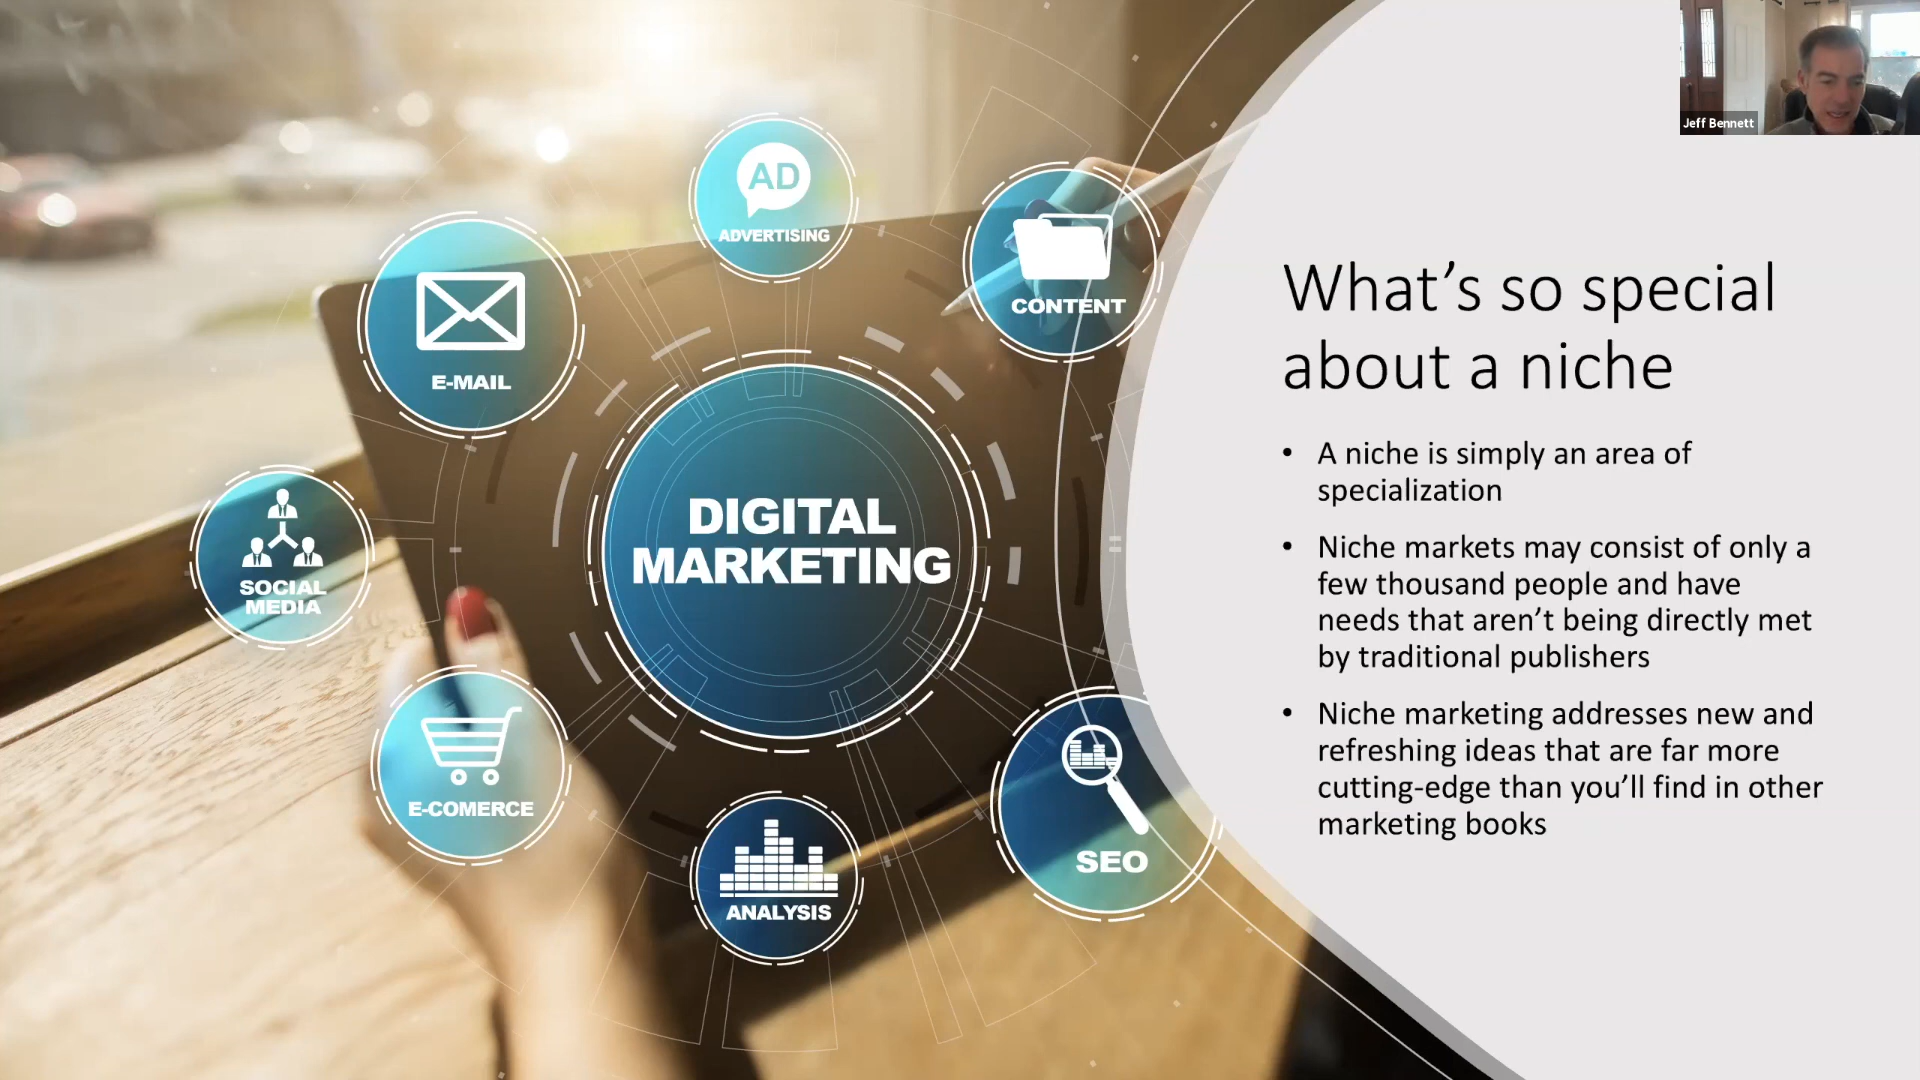 Jeff Bennett
AD
ADVERTISING
CONTENT
E-MAIL
DIGITAL
MARKETING
SOCIAL
MEDIA
E-COMERCE
ANALYSIS
SEO
What's so special
about a niche
• A niche is simply an area of
specialization
• Niche markets may consist of only a
few thousand people and have
needs that aren't being directly met
by traditional publishers
• Niche marketing addresses new and
refreshing ideas that are far more
cutting-edge than you'll find in other
marketing books